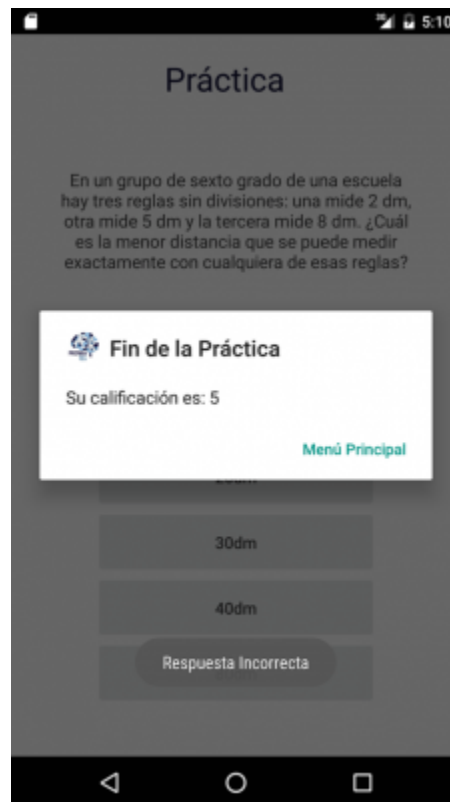 5:10
Práctica
En un grupo de sexto grado de una escuela
hay tres reglas sin divisiones: una mide 2 dm,
otra mide 5 dm y la tercera mide 8 dm. ¿Cuál
es la menor distancia que se puede medir
exactamente con cualquiera de esas reglas?
Fin de la Práctica
Su calificación es: 5
Menú Principal
30dm
40dm
Respuesta Incorrecta